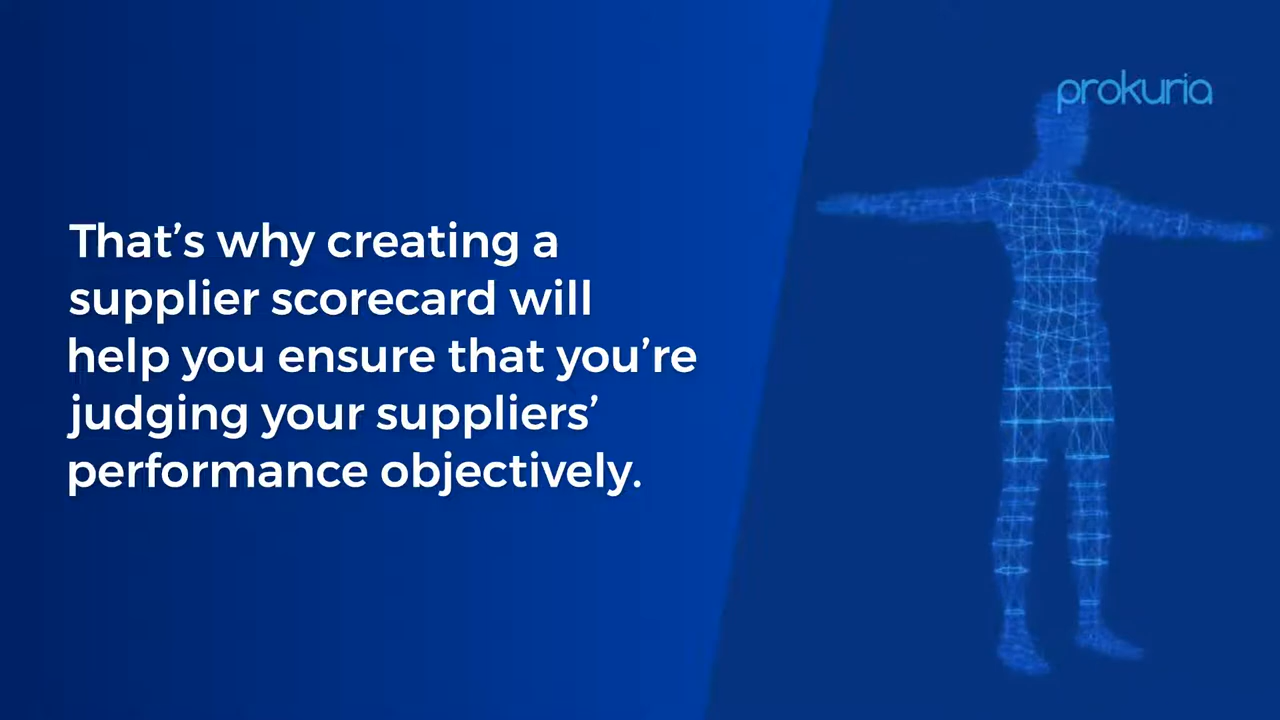 prokuria
That’s why creating a
supplier scorecard will
help you ensure that you’re
judging your suppliers’
performance objectively.